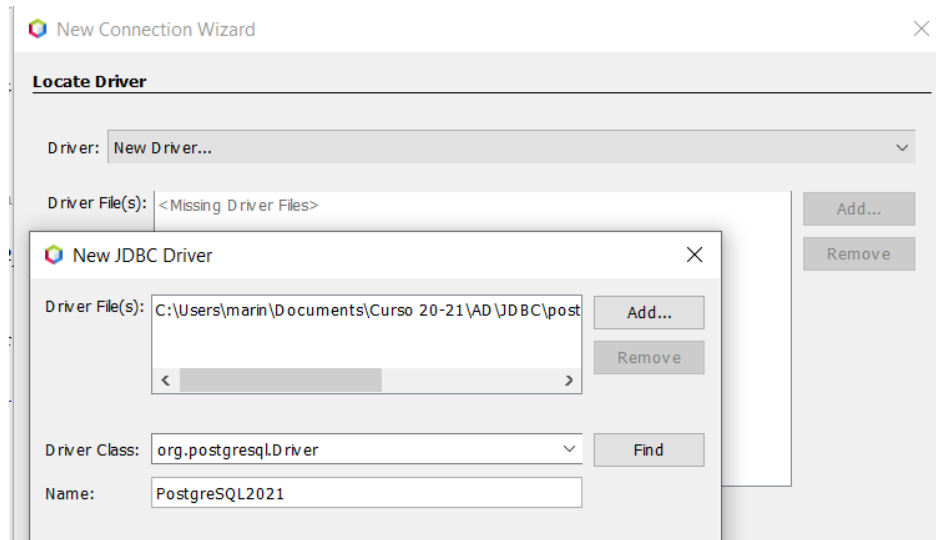 New Connection Wizard
Locate Driver
Driver: New Driver...
Driver File(s): <Missing Driver Files>
Add...
Remove
New JDBC Driver
Driver File(s): C:\Users\marin\Documents\Curso 20-21\AD\JDBC\post
Add...
Remove
Driver Class: org.postgresql.Driver
Find
Name: PostgreSQL2021